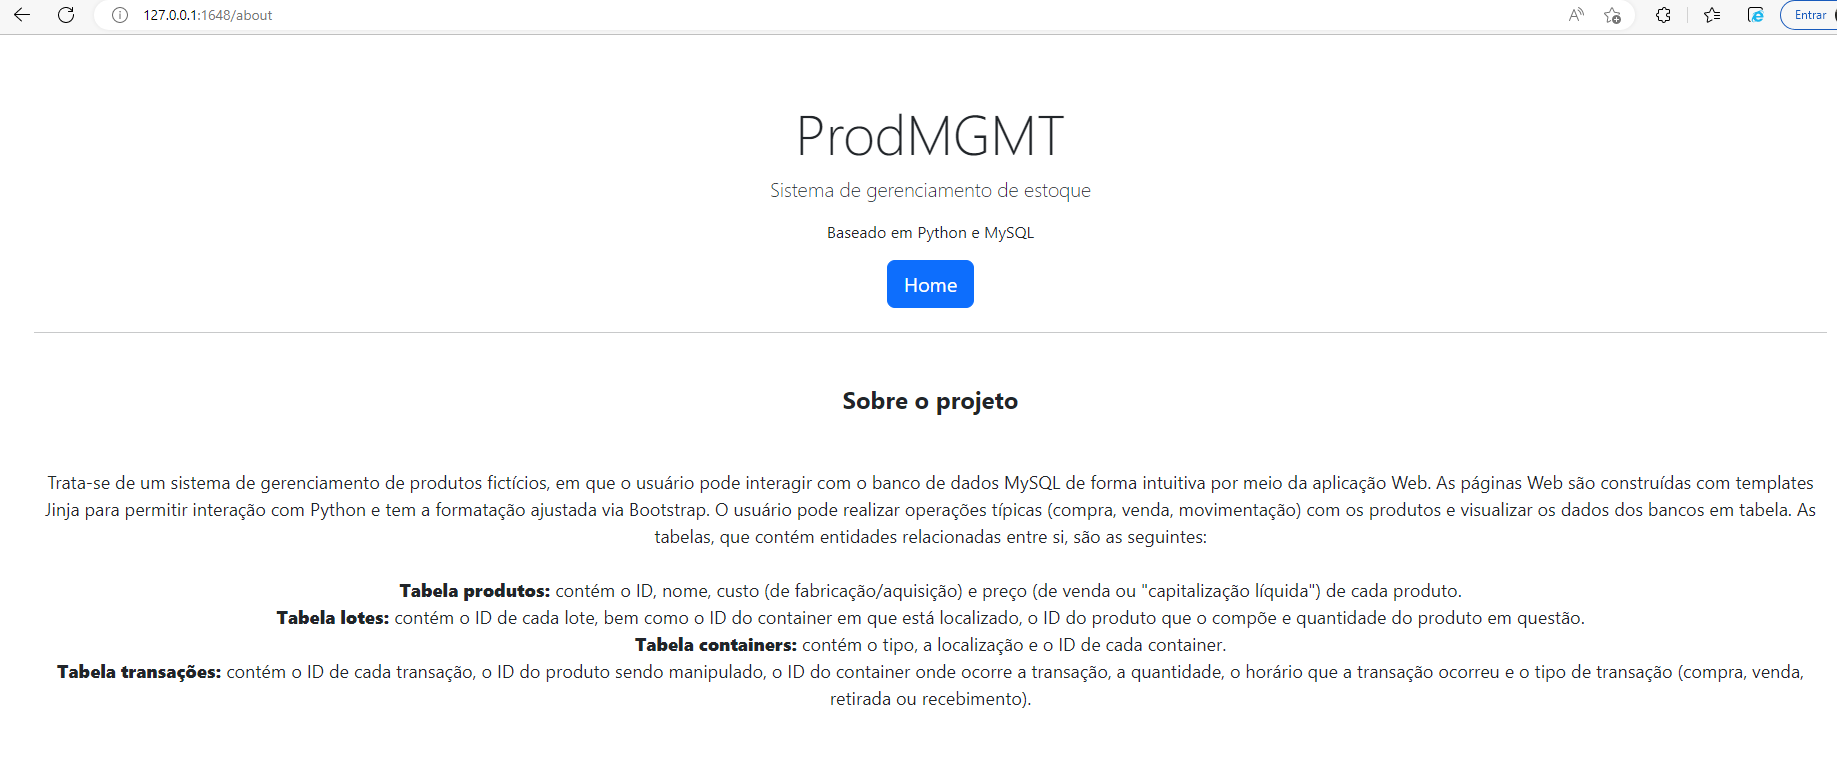 127.0.0.1:1648/about
Entrar
ProdMGMT
Sistema de gerenciamento de estoque
Baseado em Python e MySQL
Home
Sobre o projeto
Trata-se de um sistema de gerenciamento de produtos fictícios, em que o usuário pode interagir com o banco de dados MySQL de forma intuitiva por meio da aplicação Web. As páginas Web são construídas com templates
Jinja para permitir interação com Python e tem a formatação ajustada via Bootstrap. O usuário pode realizar operações típicas (compra, venda, movimentação) com os produtos e visualizar os dados dos bancos em tabela. As
tabelas, que contém entidades relacionadas entre si, são as seguintes:
Tabela produtos: contém o ID, nome, custo (de fabricação/aquisição) e preço (de venda ou "capitalização líquida") de cada produto.
Tabela lotes: contém o ID de cada lote, bem como o ID do container em que está localizado, o ID do produto que o compõe e quantidade do produto em questão.
Tabela containers: contém o tipo, a localização e o ID de cada container.
Tabela transações: contém o ID de cada transação, o ID do produto sendo manipulado, o ID do container onde ocorre a transação, a quantidade, o horário que a transação ocorreu e o tipo de transação (compra, venda,
retirada ou recebimento).